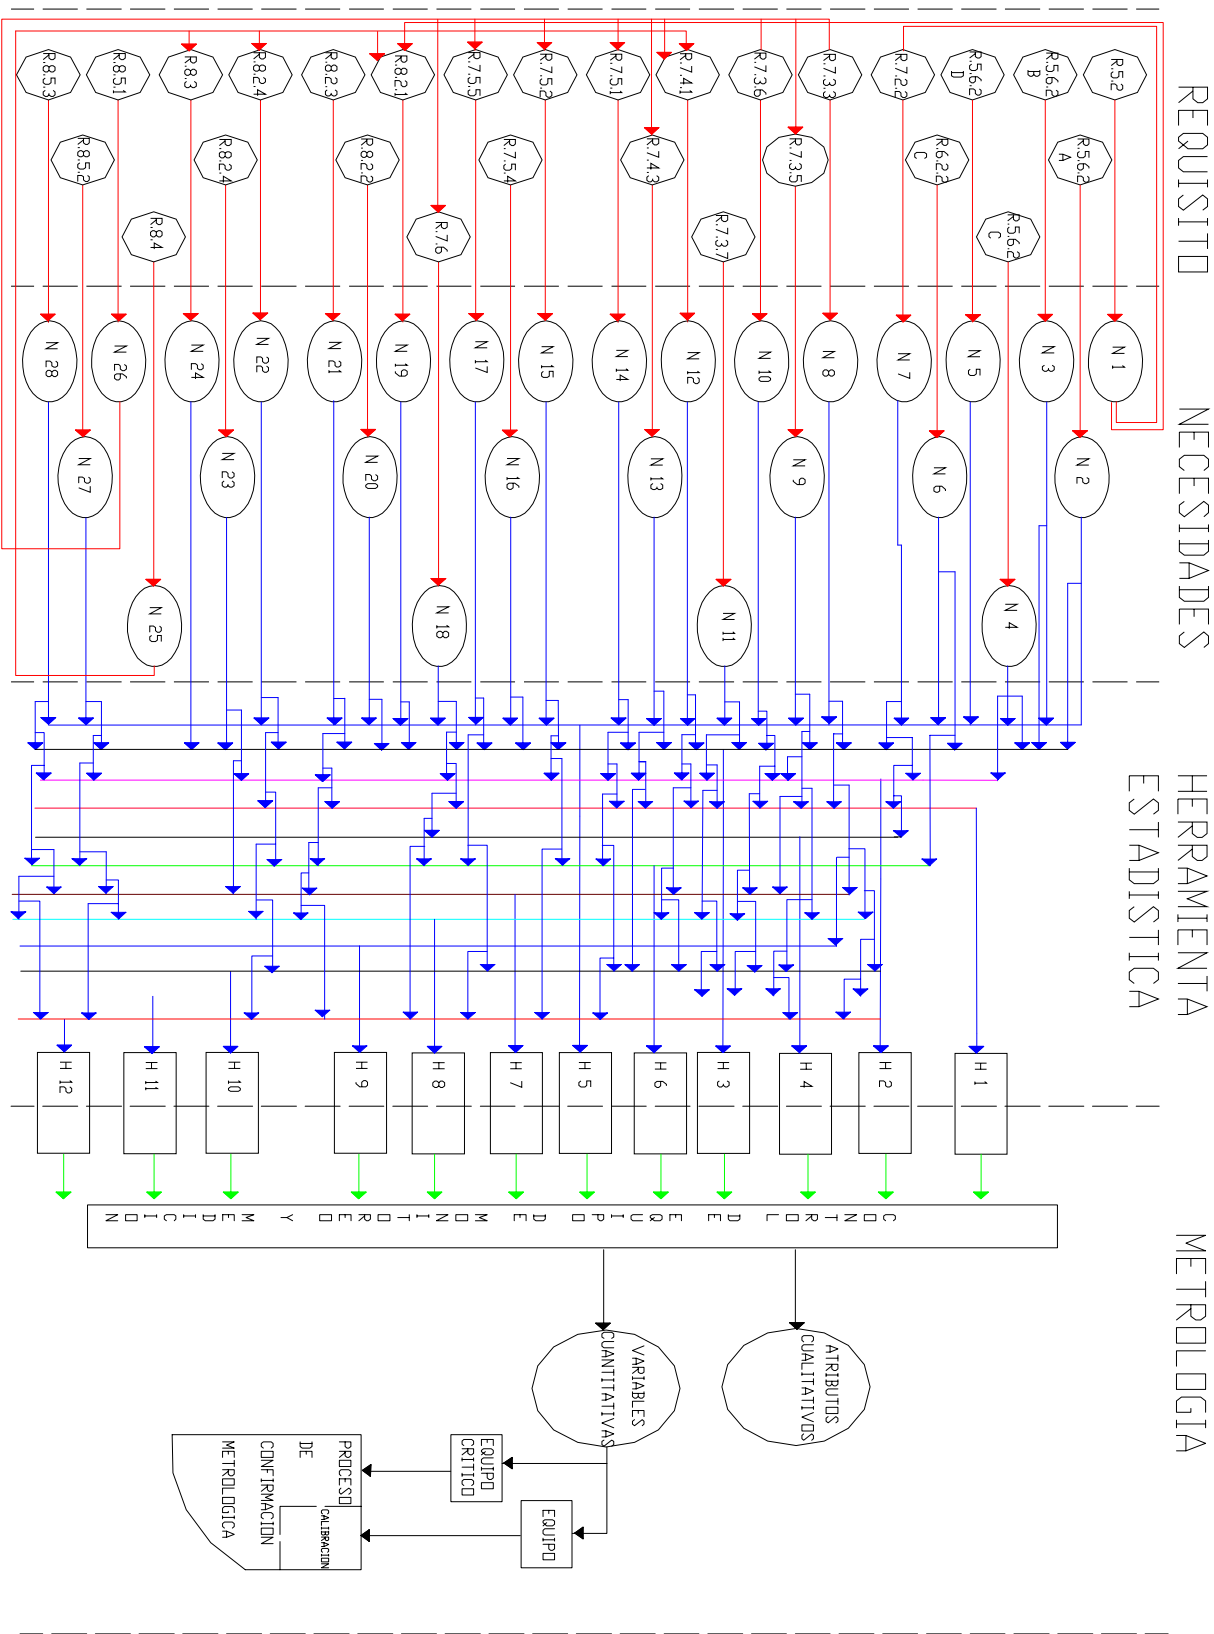 REQUISITO
NECESIDADES
HERRAMIENTA
ESTADISTICA
METROLOGIA
R.5.2
R.5.6.2
A
R.5.6.2
B
R.5.6.2
C
R.5.6.2
D
R.6.2.2
C
R.7.2.2
R.7.3.3
R.7.3.5
R.7.3.6
R.7.3.7
R.7.4.1
R.7.4.3
R.7.5.1
R.7.5.2
R.7.5.4
R.7.5.5
R.7.6
R.8.2.1
R.8.2.2
R.8.2.3
R.8.2.4
R.8.2.4
R.8.3
R.8.4
R.8.5.1
R.8.5.2
R.8.5.3
N 1
N 2
N 3
N 4
N 5
N 6
N 7
N 8
N 9
N 10
N 11
N 12
N 13
N 14
N 15
N 16
N 17
N 18
N 19
N 20
N 21
N 22
N 23
N 24
N 25
N 26
N 27
N 28
H 1
H 2
H 4
H 3
H 6
H 5
H 7
H 8
H 9
H 10
H 11
H 12
CONTROL DE EQUIPO DE MONITOREO Y MEDICION
ATRIBUTOS
CUALITATIVOS
VARIABLES
CUANTITATIVAS
EQUIPO
EQUIPO
CRITICO
PROCESO
DE
CONFIRMACION
METROLOGICA
CALIBRACION